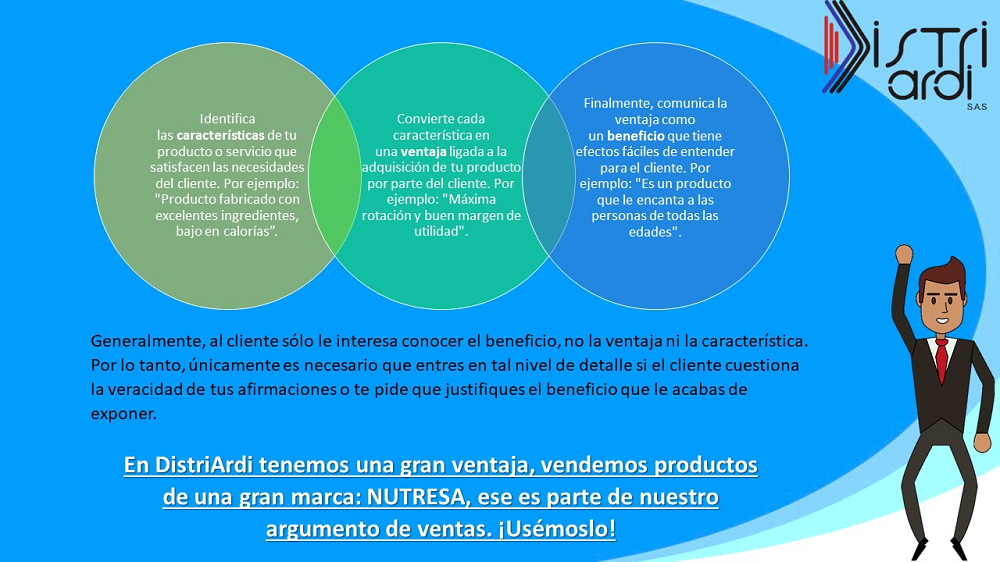 DISTRI
ardi
S.A.S
Identifica
las características de tu
producto o servicio que
satisfacen las necesidades
del cliente. Por ejemplo:
"Producto fabricado con
excelentes ingredientes,
bajo en calorías”.
Convierte cada
característica en
una ventaja ligada a la
adquisición de tu producto
por parte del cliente. Por
ejemplo: "Máxima
rotación y buen margen de
utilidad".
Finalmente, comunica la
ventaja como
un beneficio que tiene
efectos fáciles de entender
para el cliente. Por
ejemplo: "Es un producto
que le encanta a las
personas de todas las
edades".
Generalmente, al cliente sólo le interesa conocer el beneficio, no la ventaja ni la característica.
Por lo tanto, únicamente es necesario que entres en tal nivel de detalle si el cliente cuestiona
la veracidad de tus afirmaciones o te pide que justifiques el beneficio que le acabas de
exponer.
En DistriArdi tenemos una gran ventaja, vendemos productos
de una gran marca: NUTRESA, ese es parte de nuestro
argumento de ventas. ¡Usémoslo!